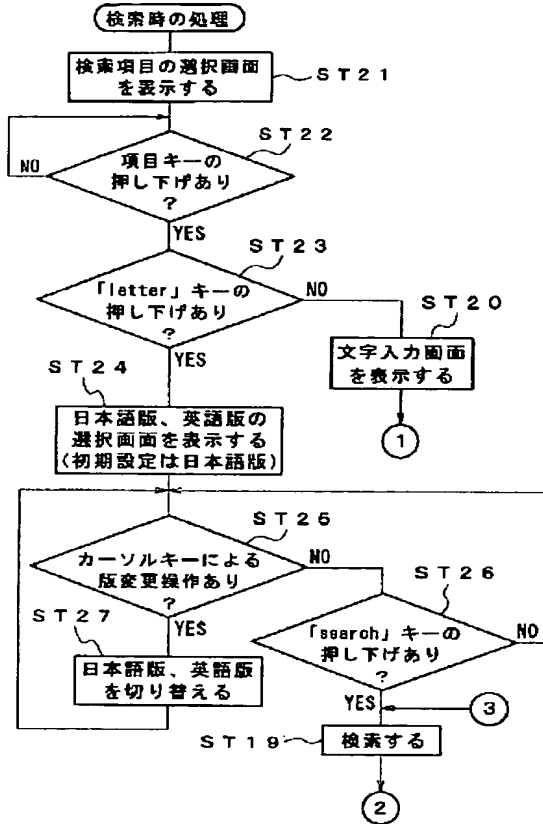 検索時の処理
検索項目の選択画面
を表示する
ST21
ST22
項目キーの
押し下げあり
?
NO
YES
ST23
「letter」キーの
押し下げあり
?
NO
YES
ST20
文字入力画面
を表示する
1
ST24
日本語版、英語版の
選択画面を表示する
(初期設定は日本語版)
ST25
カーソルキーによる
版変更操作あり
?
NO
YES
ST26
「search」キーの
押し下げあり
?
NO
YES
ST27
日本語版、英語版
を切り替える
3
ST19
検索する
2